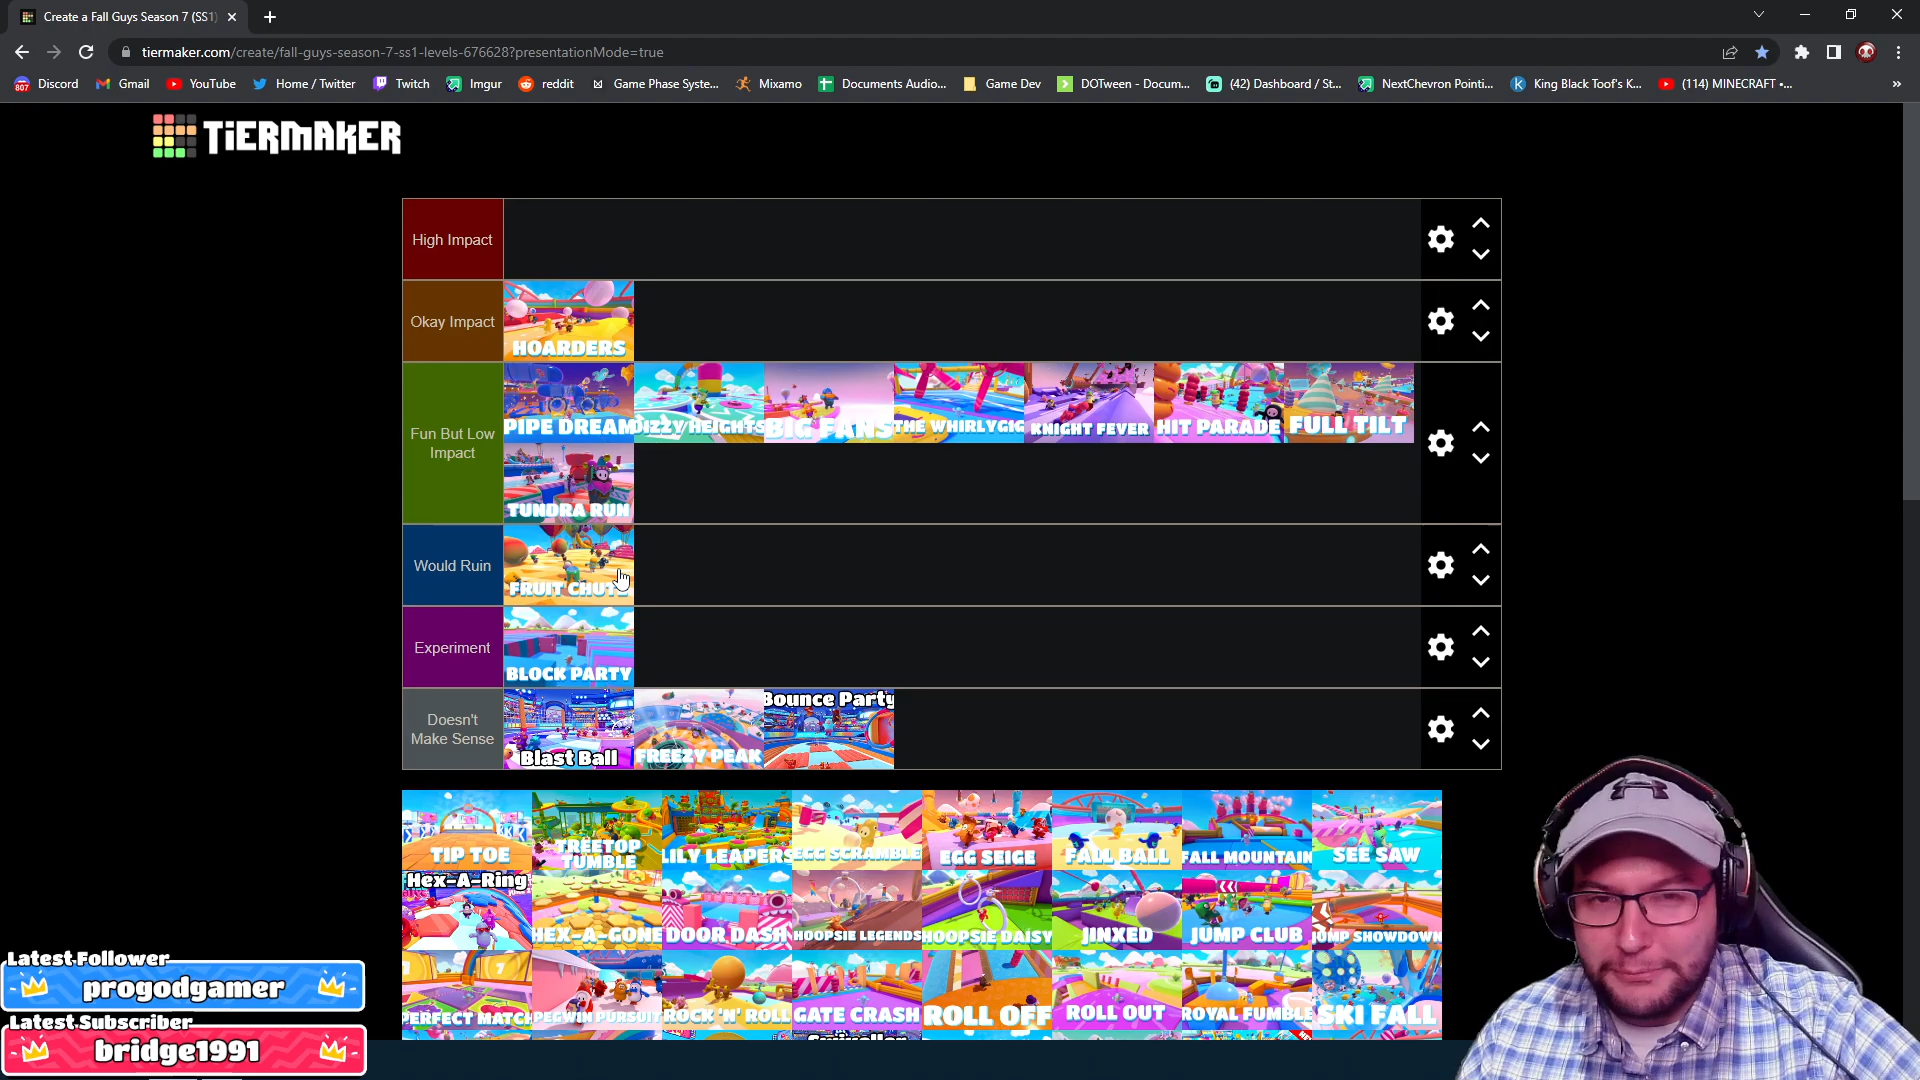 Create a Fall Guys Season 7 (SS1)
tiermaker.com/create/fall-guys-season-7-ss1-levels-676628?presentationMode=true
807
Discord
Gmail
YouTube
Home / Twitter
Twitch
Imgur
reddit
Game Phase Syste...
Mixamo
Documents Audio...
Game Dev
DOTween - Docum...
(42) Dashboard / St...
NextChevron Pointi...
King Black Toof's K...
(114) MINECRAFT •...
TiERMAKER
High Impact
Okay Impact
HOARDERS
Fun But Low
Impact
PIPE DREAM
DIZZY HEIGHTS
BIG FANS
THE WHIRLYGIG
KNIGHT FEVER
HIT PARADE
FULL TILT
TUNDRA RUN
Would Ruin
FRUIT CHUTE
Experiment
BLOCK PARTY
Doesn't
Make Sense
Blast Ball
FREEZY PEAK
Bounce Party
TIP TOE
TREETOP
TUMBLE
LILY LEAPERS
EGG SCRAMBLE
EGG SEIGE
FALL BALL
FALL MOUNTAIN
SEE SAW
Hex-A-Ring
HEX-A-GONE
DOOR DASH
HOOPSIE LEGENDS
HOOPSIE DAISY
JINXED
JUMP CLUB
JUMP SHOWDOWN
PERFECT MATCH
PEGWIN PURSUIT
ROCK 'N' ROLL
GATE CRASH
ROLL OFF
ROLL OUT
ROYAL FUMBLE
SKI FALL
Latest Follower
progodgamer
Latest Subscriber
bridge1991